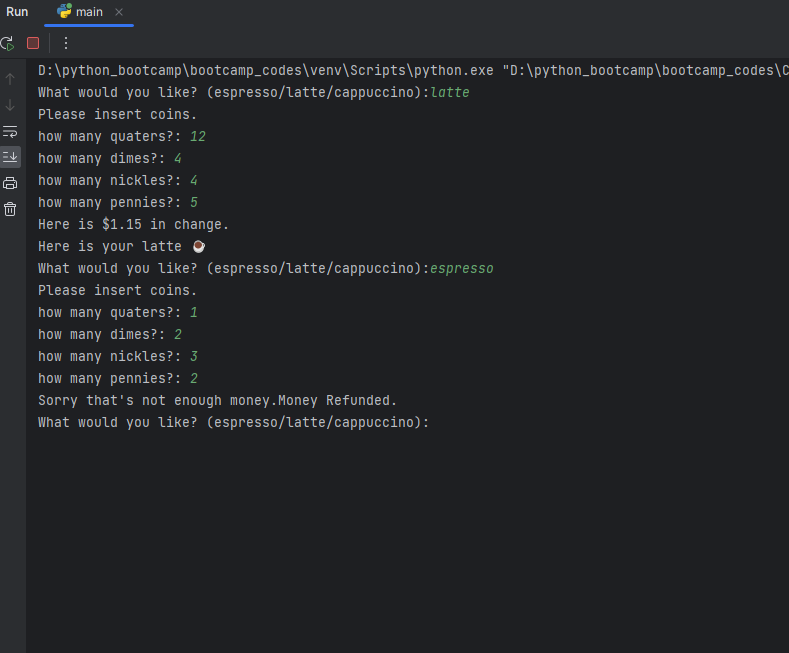 Run main
D:\python_bootcamp\bootcamp_codes\venv\Scripts\python.exe "D:\python_bootcamp\bootcamp_codes\C
What would you like? (espresso/latte/cappuccino):latte
Please insert coins.
how many quaters?: 12
how many dimes?: 4
how many nickles?: 4
how many pennies?: 5
Here is $1.15 in change.
Here is your latte ☕
What would you like? (espresso/latte/cappuccino):espresso
Please insert coins.
how many quaters?: 1
how many dimes?: 2
how many nickles?: 3
how many pennies?: 2
Sorry that's not enough money.Money Refunded.
What would you like? (espresso/latte/cappuccino):